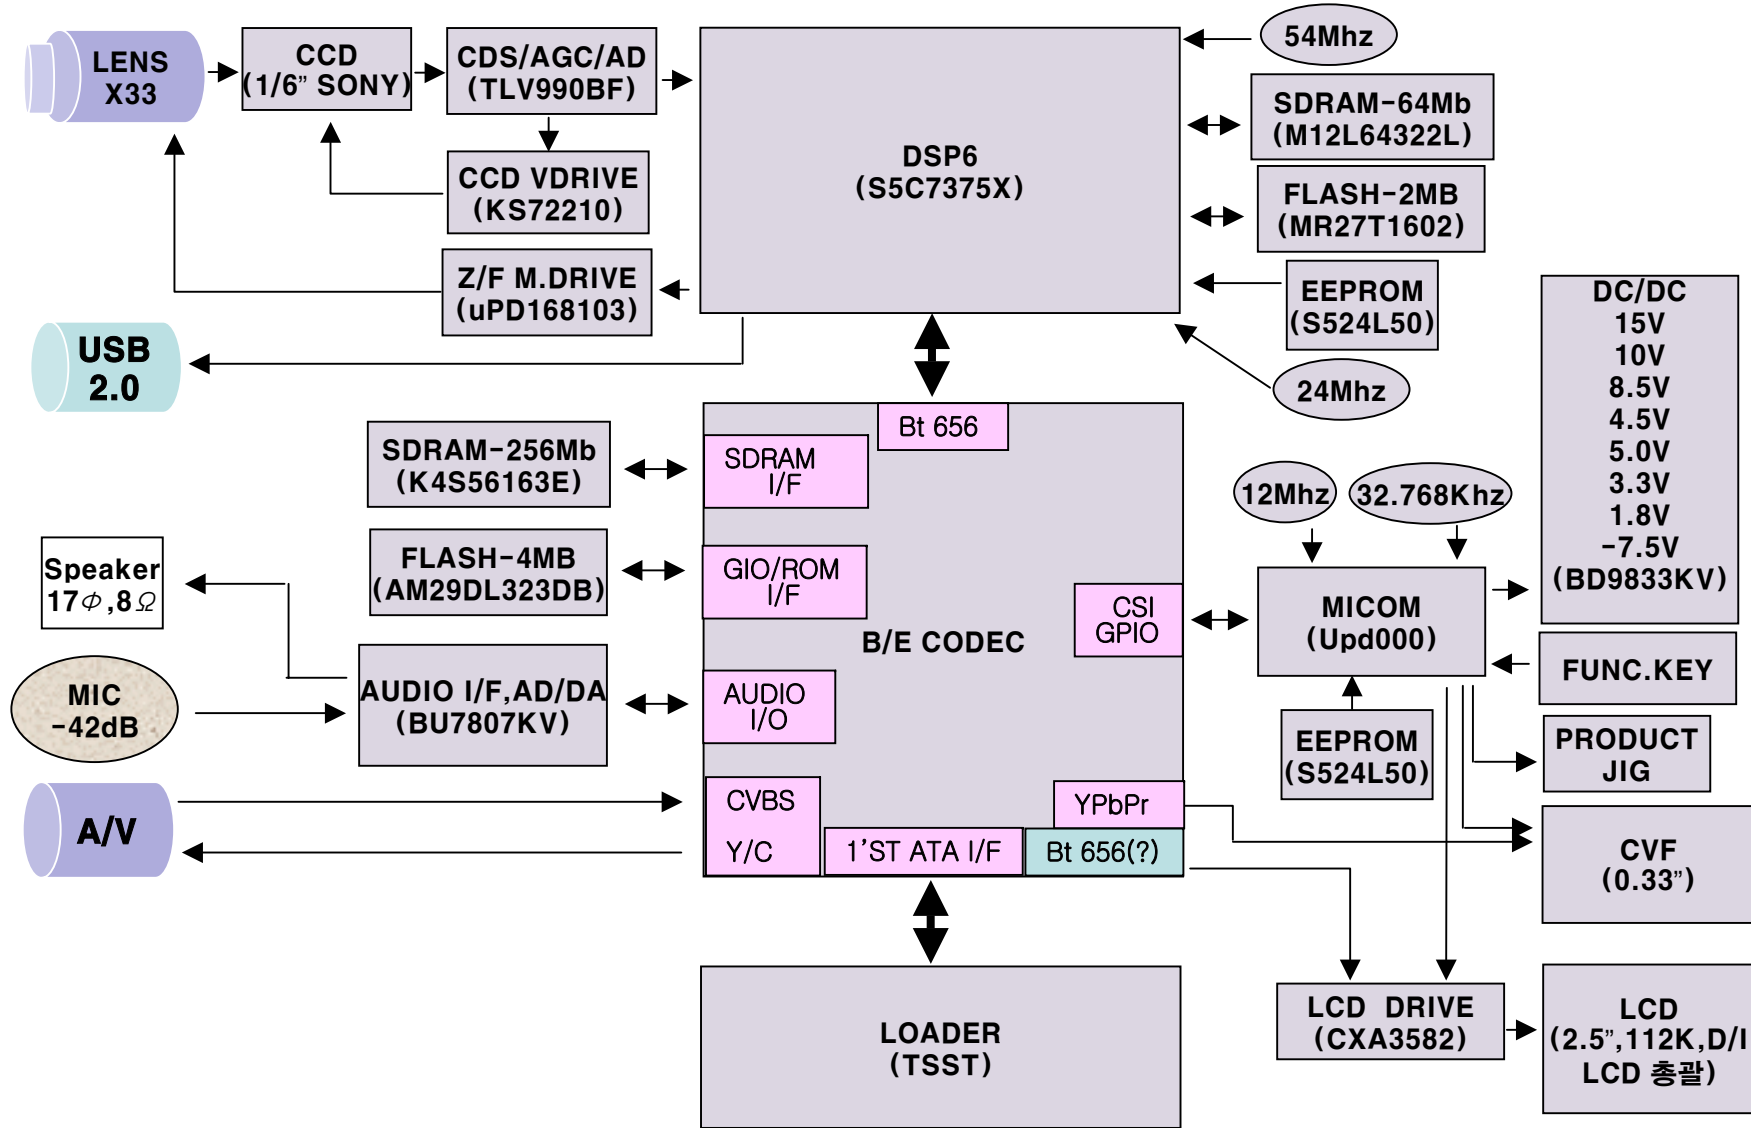 LENS
X33
CCD
(1/6” SONY)
CDS/AGC/AD
(TLV990BF)
CCD VDRIVE
(KS72210)
Z/F M.DRIVE
(uPD168103)
USB
2.0
DSP6
(S5C7375X)
54Mhz
SDRAM-64Mb
(M12L64322L)
FLASH-2MB
(MR27T1602)
EEPROM
(S524L50)
24Mhz
DC/DC
15V
10V
8.5V
4.5V
5.0V
3.3V
1.8V
-7.5V
(BD9833KV)
SDRAM-256Mb
(K4S56163E)
FLASH-4MB
(AM29DL323DB)
Speaker
17Φ,8Ω
MIC
-42dB
AUDIO I/F,AD/DA
(BU7807KV)
A/V
Bt 656
SDRAM
I/F
GIO/ROM
I/F
B/E CODEC
CSI
GPIO
AUDIO
I/O
CVBS
Y/C
1’ST ATA I/F
YPbPr
Bt 656(?)
12Mhz
32.768Khz
MICOM
(Upd000)
FUNC.KEY
EEPROM
(S524L50)
PRODUCT
JIG
CVF
(0.33”)
LOADER
(TSST)
LCD DRIVE
(CXA3582)
LCD
(2.5”,112K,D/I
LCD 총괄)